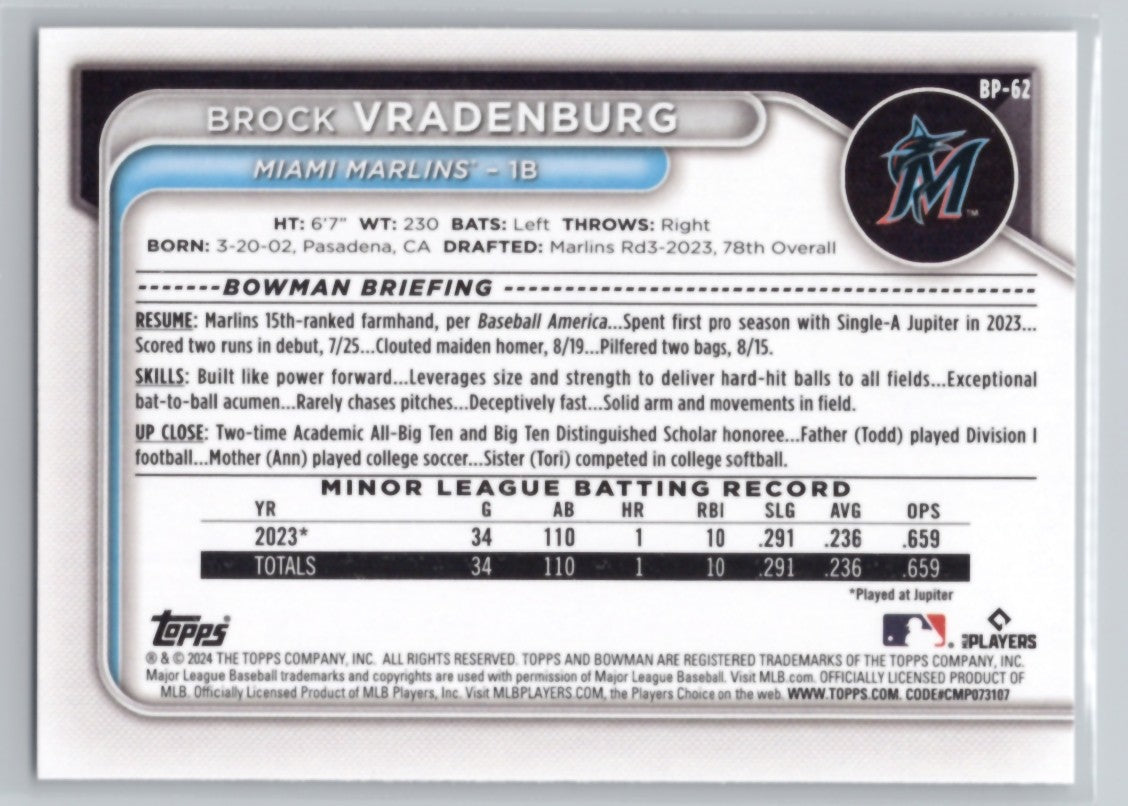 BP-62
BROCK VRADENBURG
MIAMI MARLINS™ – 1B
M™
HT: 6'7" WT: 230 BATS: Left THROWS: Right
BORN: 3-20-02, Pasadena, CA DRAFTED: Marlins Rd3-2023, 78th Overall
BOWMAN BRIEFING
RESUME: Marlins 15th-ranked farmhand, per Baseball America...Spent first pro season with Single-A Jupiter in 2023...
Scored two runs in debut, 7/25...Clouted maiden homer, 8/19...Pilfered two bags, 8/15.
SKILLS: Built like power forward...Leverages size and strength to deliver hard-hit balls to all fields...Exceptional
bat-to-ball acumen...Rarely chases pitches...Deceptively fast...Solid arm and movements in field.
UP CLOSE: Two-time Academic All-Big Ten and Big Ten Distinguished Scholar honoree...Father (Todd) played Division I
football...Mother (Ann) played college soccer...Sister (Tori) competed in college softball.
MINOR LEAGUE BATTING RECORD
YR G AB HR RBI SLG AVG OPS
2023* 34 110 1 10 .291 .236 .659
TOTALS 34 110 1 10 .291 .236 .659
*Played at Jupiter
Topps® PLAYERS
® & © 2024 THE TOPPS COMPANY, INC. ALL RIGHTS RESERVED. TOPPS AND BOWMAN ARE REGISTERED TRADEMARKS OF THE TOPPS COMPANY, INC.
Major League Baseball trademarks and copyrights are used with permission of Major League Baseball. Visit MLB.com. OFFICIALLY LICENSED PRODUCT OF
MLB. Officially Licensed Product of MLB Players, Inc. Visit MLBPLAYERS.COM, the Players Choice on the web. WWW.TOPPS.COM. CODE#CMP073107